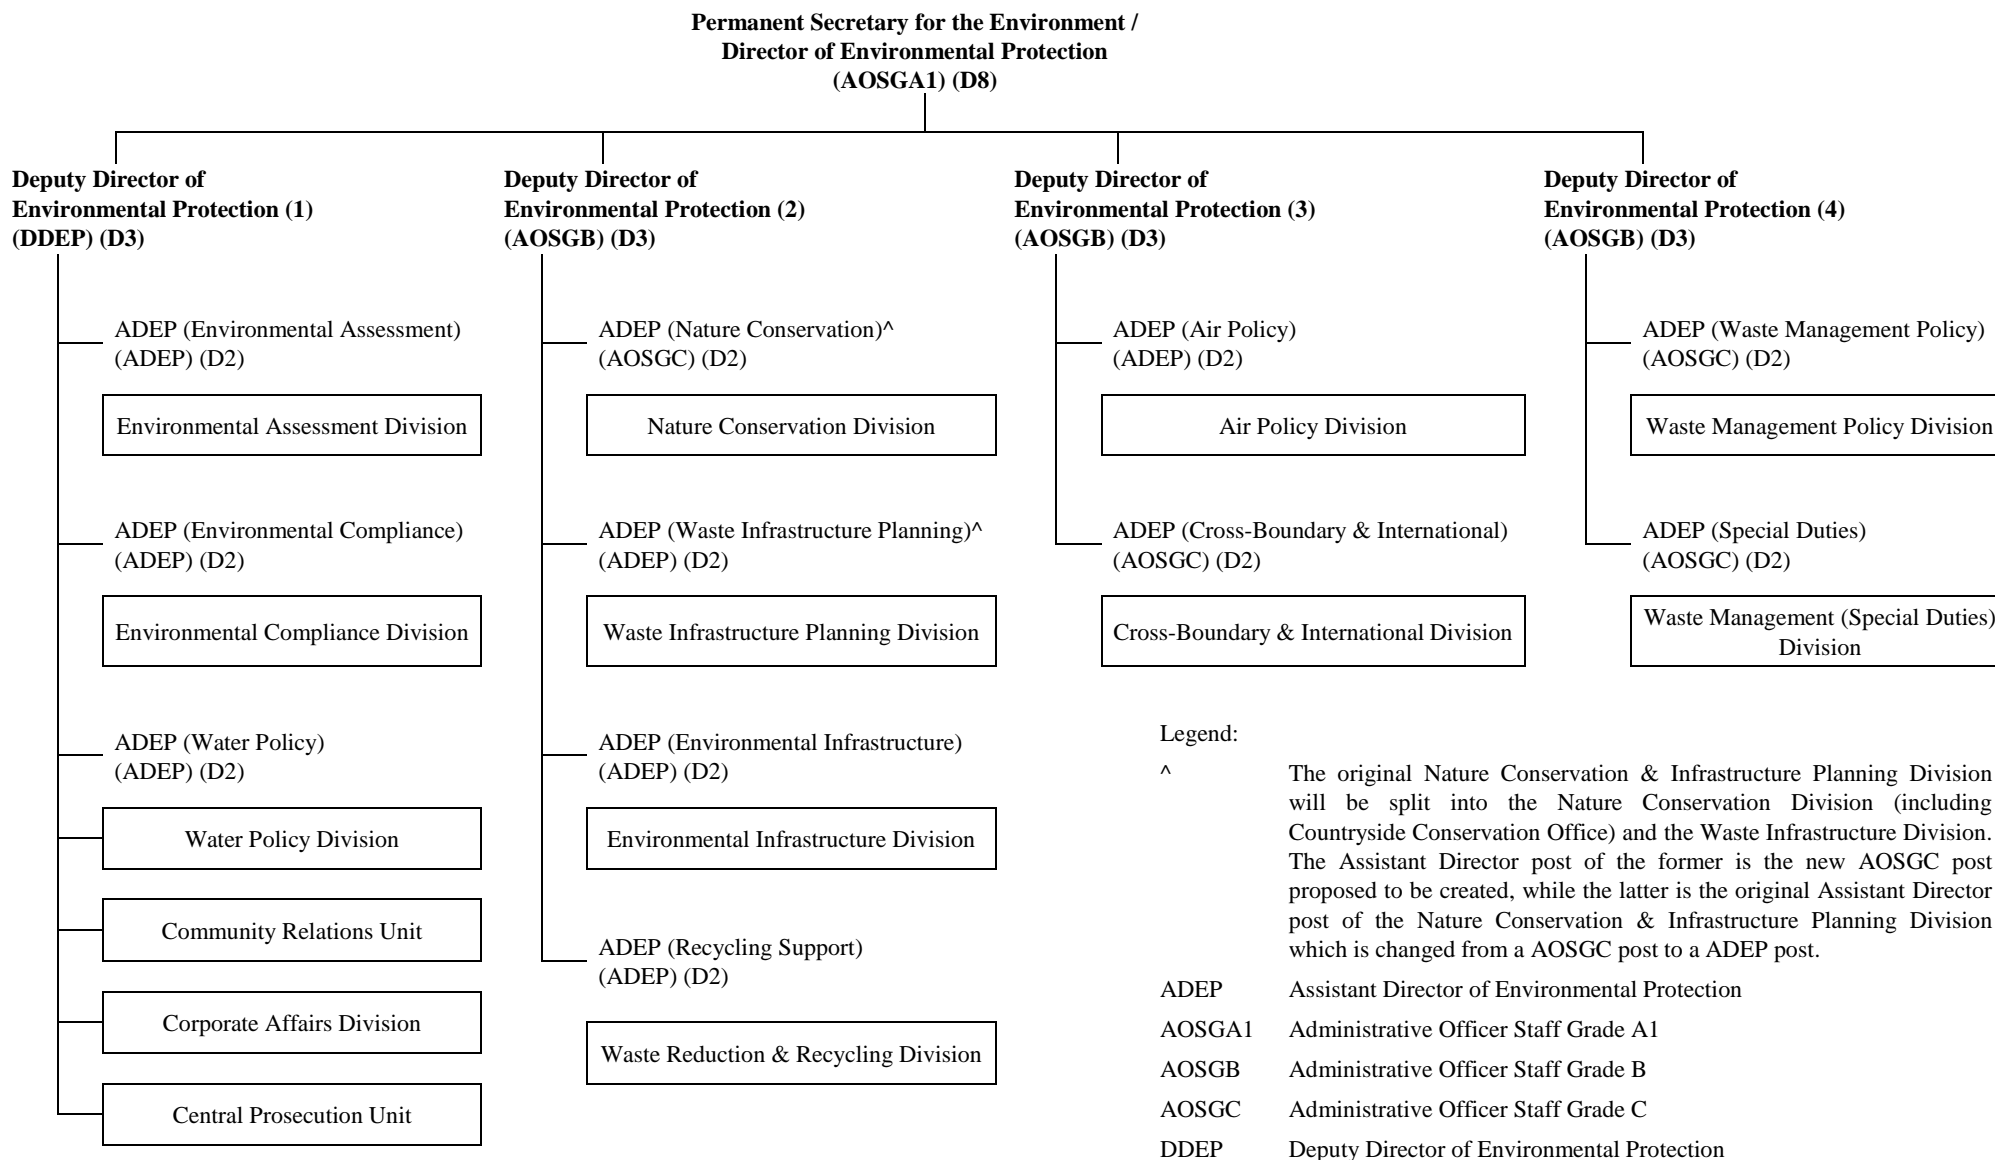 Permanent Secretary for the Environment /
Director of Environmental Protection
(AOSGA1) (D8)
Deputy Director of
Environmental Protection (1)
(DDEP) (D3)
ADEP (Environmental Assessment)
(ADEP) (D2)
Environmental Assessment Division
ADEP (Environmental Compliance)
(ADEP) (D2)
Environmental Compliance Division
ADEP (Water Policy)
(ADEP) (D2)
Water Policy Division
Community Relations Unit
Corporate Affairs Division
Central Prosecution Unit
Deputy Director of
Environmental Protection (2)
(AOSGB) (D3)
ADEP (Nature Conservation)^
(AOSGC) (D2)
Nature Conservation Division
ADEP (Waste Infrastructure Planning)^
(ADEP) (D2)
Waste Infrastructure Planning Division
ADEP (Environmental Infrastructure)
(ADEP) (D2)
Environmental Infrastructure Division
ADEP (Recycling Support)
(ADEP) (D2)
Waste Reduction & Recycling Division
Deputy Director of
Environmental Protection (3)
(AOSGB) (D3)
ADEP (Air Policy)
(ADEP) (D2)
Air Policy Division
ADEP (Cross-Boundary & International)
(AOSGC) (D2)
Cross-Boundary & International Division
Deputy Director of
Environmental Protection (4)
(AOSGB) (D3)
ADEP (Waste Management Policy)
(AOSGC) (D2)
Waste Management Policy Division
ADEP (Special Duties)
(AOSGC) (D2)
Waste Management (Special Duties)
Division
Legend:
^ The original Nature Conservation & Infrastructure Planning Division
will be split into the Nature Conservation Division (including
Countryside Conservation Office) and the Waste Infrastructure Division.
The Assistant Director post of the former is the new AOSGC post
proposed to be created, while the latter is the original Assistant Director
post of the Nature Conservation & Infrastructure Planning Division
which is changed from a AOSGC post to a ADEP post.
ADEP Assistant Director of Environmental Protection
AOSGA1 Administrative Officer Staff Grade A1
AOSGB Administrative Officer Staff Grade B
AOSGC Administrative Officer Staff Grade C
DDEP Deputy Director of Environmental Protection